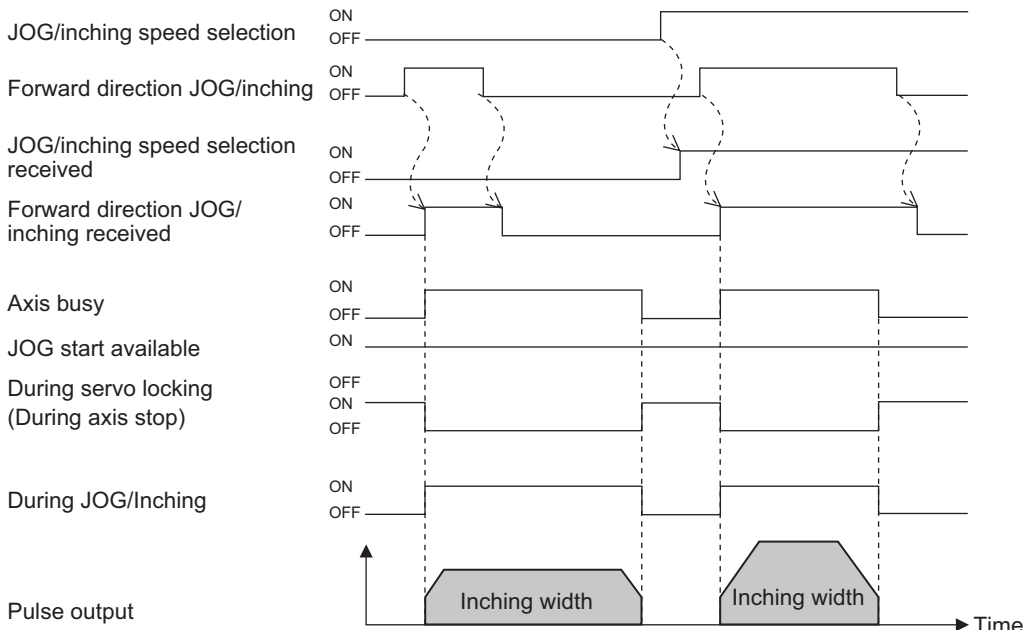 ON
JOG/inching speed selection
OFF
ON
Forward direction JOG/inching
OFF
JOG/inching speed selection
received
ON
OFF
Forward direction JOG/
inching received
ON
OFF
ON
Axis busy
OFF
JOG start available
ON
OFF
During servo locking
(During axis stop)
ON
OFF
ON
During JOG/Inching
OFF
Pulse output
Inching width
Inching width
Time